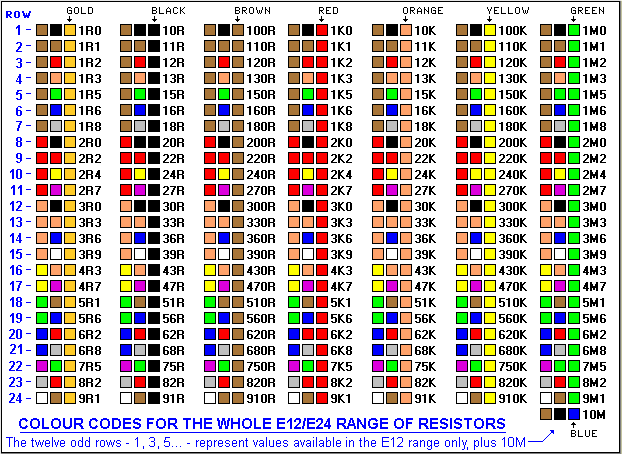 GOLD BLACK BROWN RED ORANGE YELLOW GREEN
ROW
1 - 1R0 10R 100R 1K0 10K 100K 1M0
2 - 1R1 11R 110R 1K1 11K 110K 1M1
3 - 1R2 12R 120R 1K2 12K 120K 1M2
4 - 1R3 13R 130R 1K3 13K 130K 1M3
5 - 1R5 15R 150R 1K5 15K 150K 1M5
6 - 1R6 16R 160R 1K6 16K 160K 1M6
7 - 1R8 18R 180R 1K8 18K 180K 1M8
8 - 2R0 20R 200R 2K0 20K 200K 2M0
9 - 2R2 22R 220R 2K2 22K 220K 2M2
10 - 2R4 24R 240R 2K4 24K 240K 2M4
11 - 2R7 27R 270R 2K7 27K 270K 2M7
12 - 3R0 30R 300R 3K0 30K 300K 3M0
13 - 3R3 33R 330R 3K3 33K 330K 3M3
14 - 3R6 36R 360R 3K6 36K 360K 3M6
15 - 3R9 39R 390R 3K9 39K 390K 3M9
16 - 4R3 43R 430R 4K3 43K 430K 4M3
17 - 4R7 47R 470R 4K7 47K 470K 4M7
18 - 5R1 51R 510R 5K1 51K 510K 5M1
19 - 5R6 56R 560R 5K6 56K 560K 5M6
20 - 6R2 62R 620R 6K2 62K 620K 6M2
21 - 6R8 68R 680R 6K8 68K 680K 6M8
22 - 7R5 75R 750R 7K5 75K 750K 7M5
23 - 8R2 82R 820R 8K2 82K 820K 8M2
24 - 9R1 91R 910R 9K1 91K 910K 9M1
10M
COLOUR CODES FOR THE WHOLE E12/E24 RANGE OF RESISTORS
BLUE
The twelve odd rows - 1, 3, 5... - represent values available in the E12 range only, plus 10M